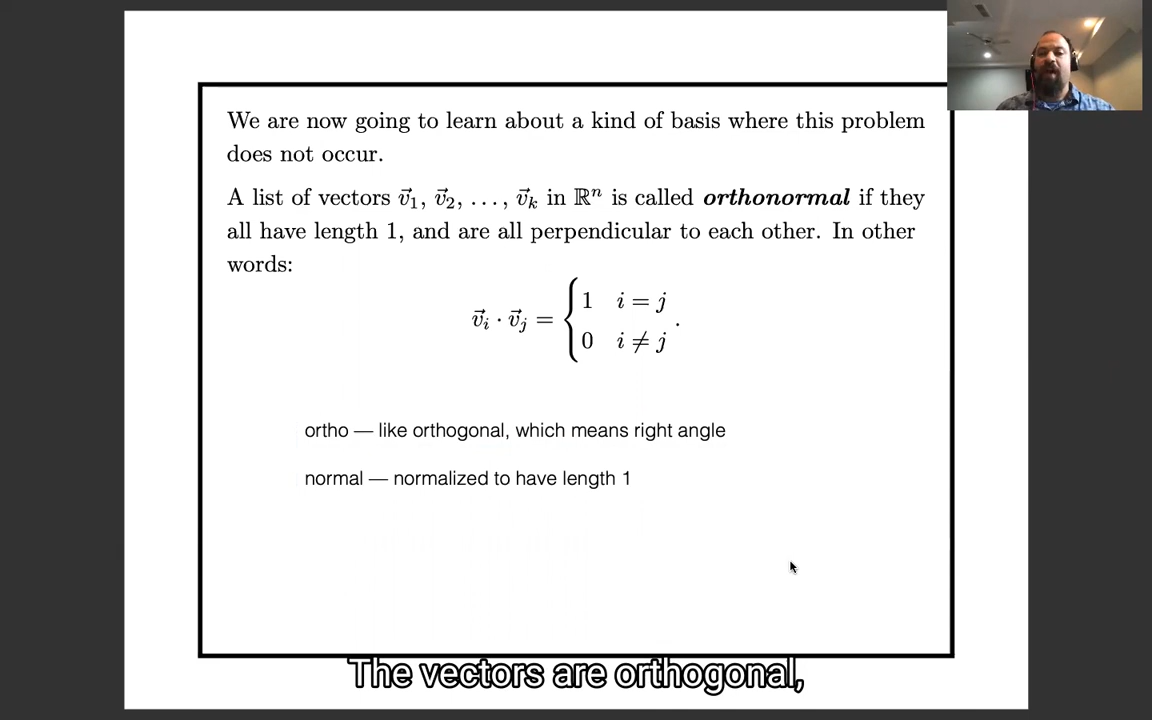 We are now going to learn about a kind of basis where this problem
does not occur.
A list of vectors v⃗₁, v⃗₂, …, v⃗ₖ in ℝⁿ is called orthonormal if they
all have length 1, and are all perpendicular to each other. In other
words:
v⃗ᵢ · v⃗ⱼ = { 1 i = j
0 i ≠ j .
ortho — like orthogonal, which means right angle
normal — normalized to have length 1
The vectors are orthogonal,